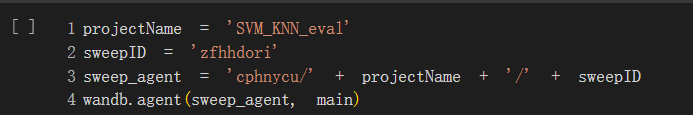 [ ] 1 projectName = 'SVM_KNN_eval'
2 sweepID = 'zfhhdori'
3 sweep_agent = 'cphnycu/' + projectName + '/' + sweepID
4 wandb.agent(sweep_agent, main)